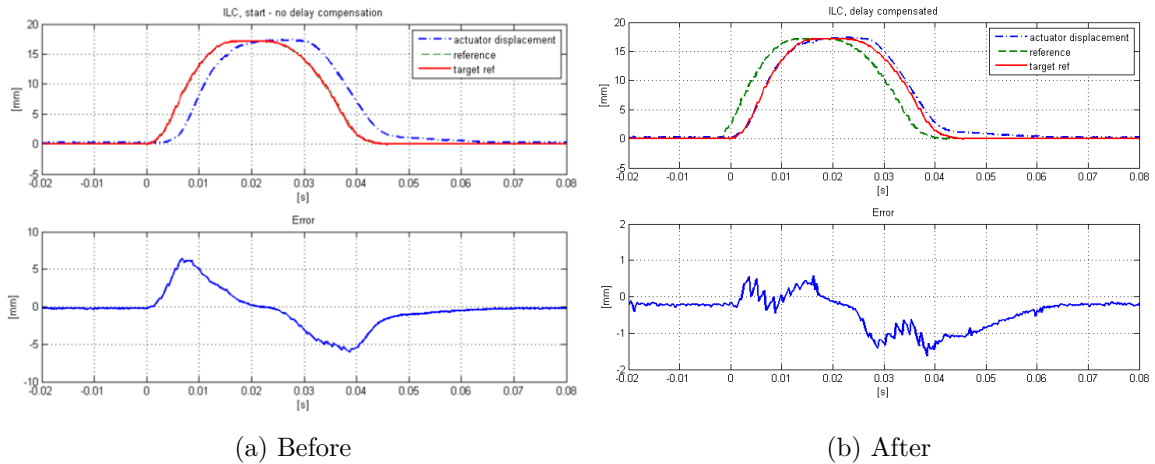 ILC, start - no delay compensation
20
15
10
5
0
-5
[mm]
actuator displacement
reference
target ref
-0.02 -0.01 0 0.01 0.02 0.03 0.04 0.05 0.06 0.07 0.08
[s]
Error
10
5
0
-5
-10
[mm]
-0.02 -0.01 0 0.01 0.02 0.03 0.04 0.05 0.06 0.07 0.08
[s]
(a) Before
ILC, delay compensated
20
15
10
5
0
-5
[mm]
actuator displacement
reference
target ref
-0.02 -0.01 0 0.01 0.02 0.03 0.04 0.05 0.06 0.07 0.08
[s]
Error
2
1
0
-1
-2
[mm]
-0.02 -0.01 0 0.01 0.02 0.03 0.04 0.05 0.06 0.07 0.08
[s]
(b) After